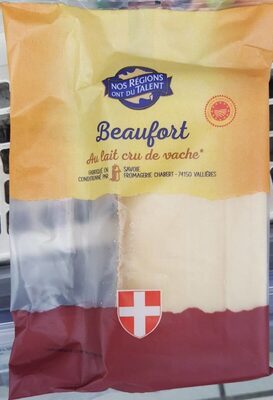 NOS RÉGIONS
ONT DU TALENT
Beaufort
Au lait cru de vache*
FABRIQUÉ EN SAVOIE
CONDITIONNÉ PAR FROMAGERIE CHABERT - 74150 VALLIÈRES